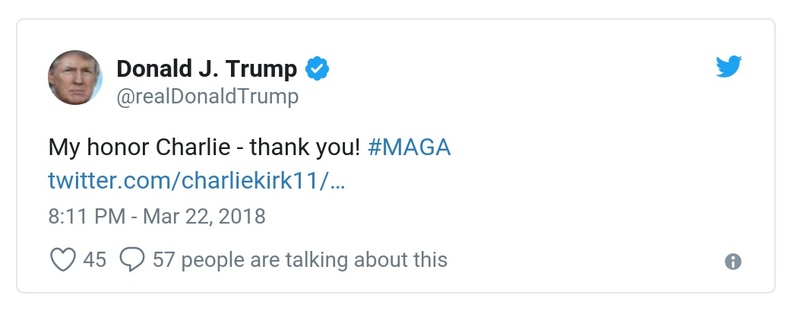 Donald J. Trump
@realDonaldTrump
My honor Charlie - thank you! #MAGA
twitter.com/charliekirk11/…
8:11 PM - Mar 22, 2018
45 57 people are talking about this